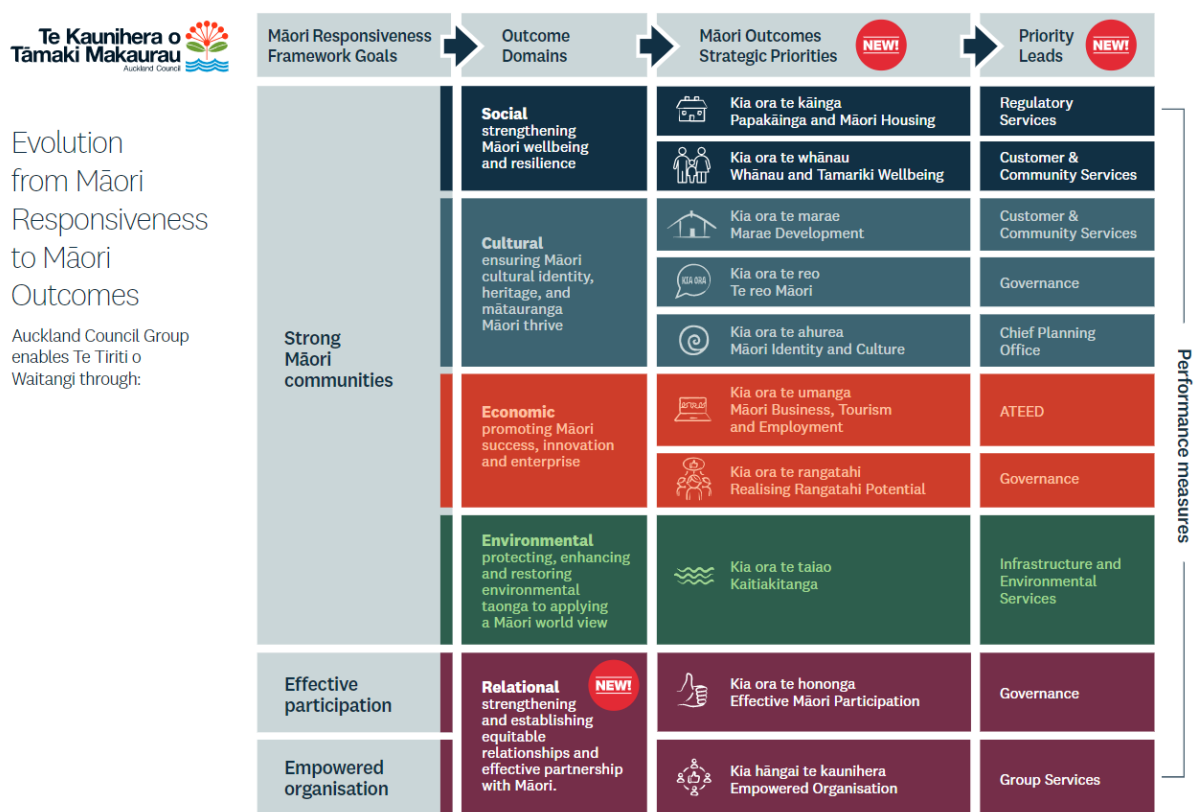 Te Kaunihera o
Tāmaki Makaurau
Auckland Council
Evolution
from Māori
Responsiveness
to Māori
Outcomes
Auckland Council Group
enables Te Tiriti o
Waitangi through:
Māori Responsiveness
Framework Goals
Outcome
Domains
Māori Outcomes
Strategic Priorities
NEW!
Priority
Leads
NEW!
Strong
Māori
communities
Social
strengthening
Māori wellbeing
and resilience
Kia ora te kāinga
Papakāinga and Māori Housing
Regulatory
Services
Kia ora te whānau
Whānau and Tamariki Wellbeing
Customer &
Community Services
Cultural
ensuring Māori
cultural identity,
heritage, and
mātauranga
Māori thrive
Kia ora te marae
Marae Development
Customer &
Community Services
KIA ORA
Kia ora te reo
Te reo Māori
Governance
Kia ora te ahurea
Māori Identity and Culture
Chief Planning
Office
Economic
promoting Māori
success, innovation
and enterprise
Kia ora te umanga
Māori Business, Tourism
and Employment
ATEED
Kia ora te rangatahi
Realising Rangatahi Potential
Governance
Environmental
protecting, enhancing
and restoring
environmental
taonga to applying
a Māori world view
Kia ora te taiao
Kaitiakitanga
Infrastructure and
Environmental
Services
Effective
participation
Relational
NEW!
strengthening
and establishing
equitable
relationships and
effective partnership
with Māori.
Kia ora te hononga
Effective Māori Participation
Governance
Empowered
organisation
Kia hāngai te kaunihera
Empowered Organisation
Group Services
Performance measures